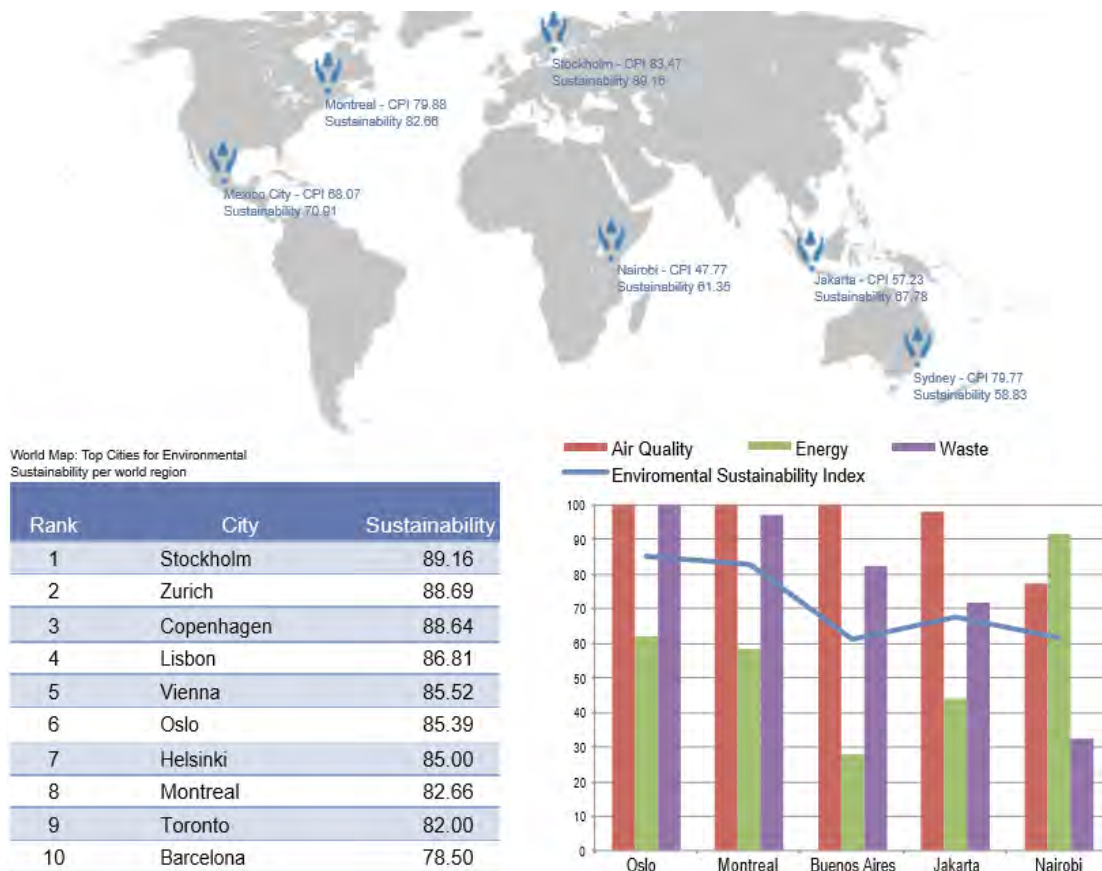 Stockholm - CPI 83.47
Sustainability 89.16
Montreal - CPI 79.88
Sustainability 82.66
Mexico City - CPI 68.07
Sustainability 70.91
Nairobi - CPI 47.77
Sustainability 61.35
Jakarta - CPI 57.23
Sustainability 67.78
Sydney - CPI 79.77
Sustainability 58.83
World Map: Top Cities for Environmental
Sustainability per world region
Rank City Sustainability
1 Stockholm 89.16
2 Zurich 88.69
3 Copenhagen 88.64
4 Lisbon 86.81
5 Vienna 85.52
6 Oslo 85.39
7 Helsinki 85.00
8 Montreal 82.66
9 Toronto 82.00
10 Barcelona 78.50
Air Quality Energy Waste
Enviromental Sustainability Index
100
90
80
70
60
50
40
30
20
10
0
Oslo Montreal Buenos Aires Jakarta Nairobi